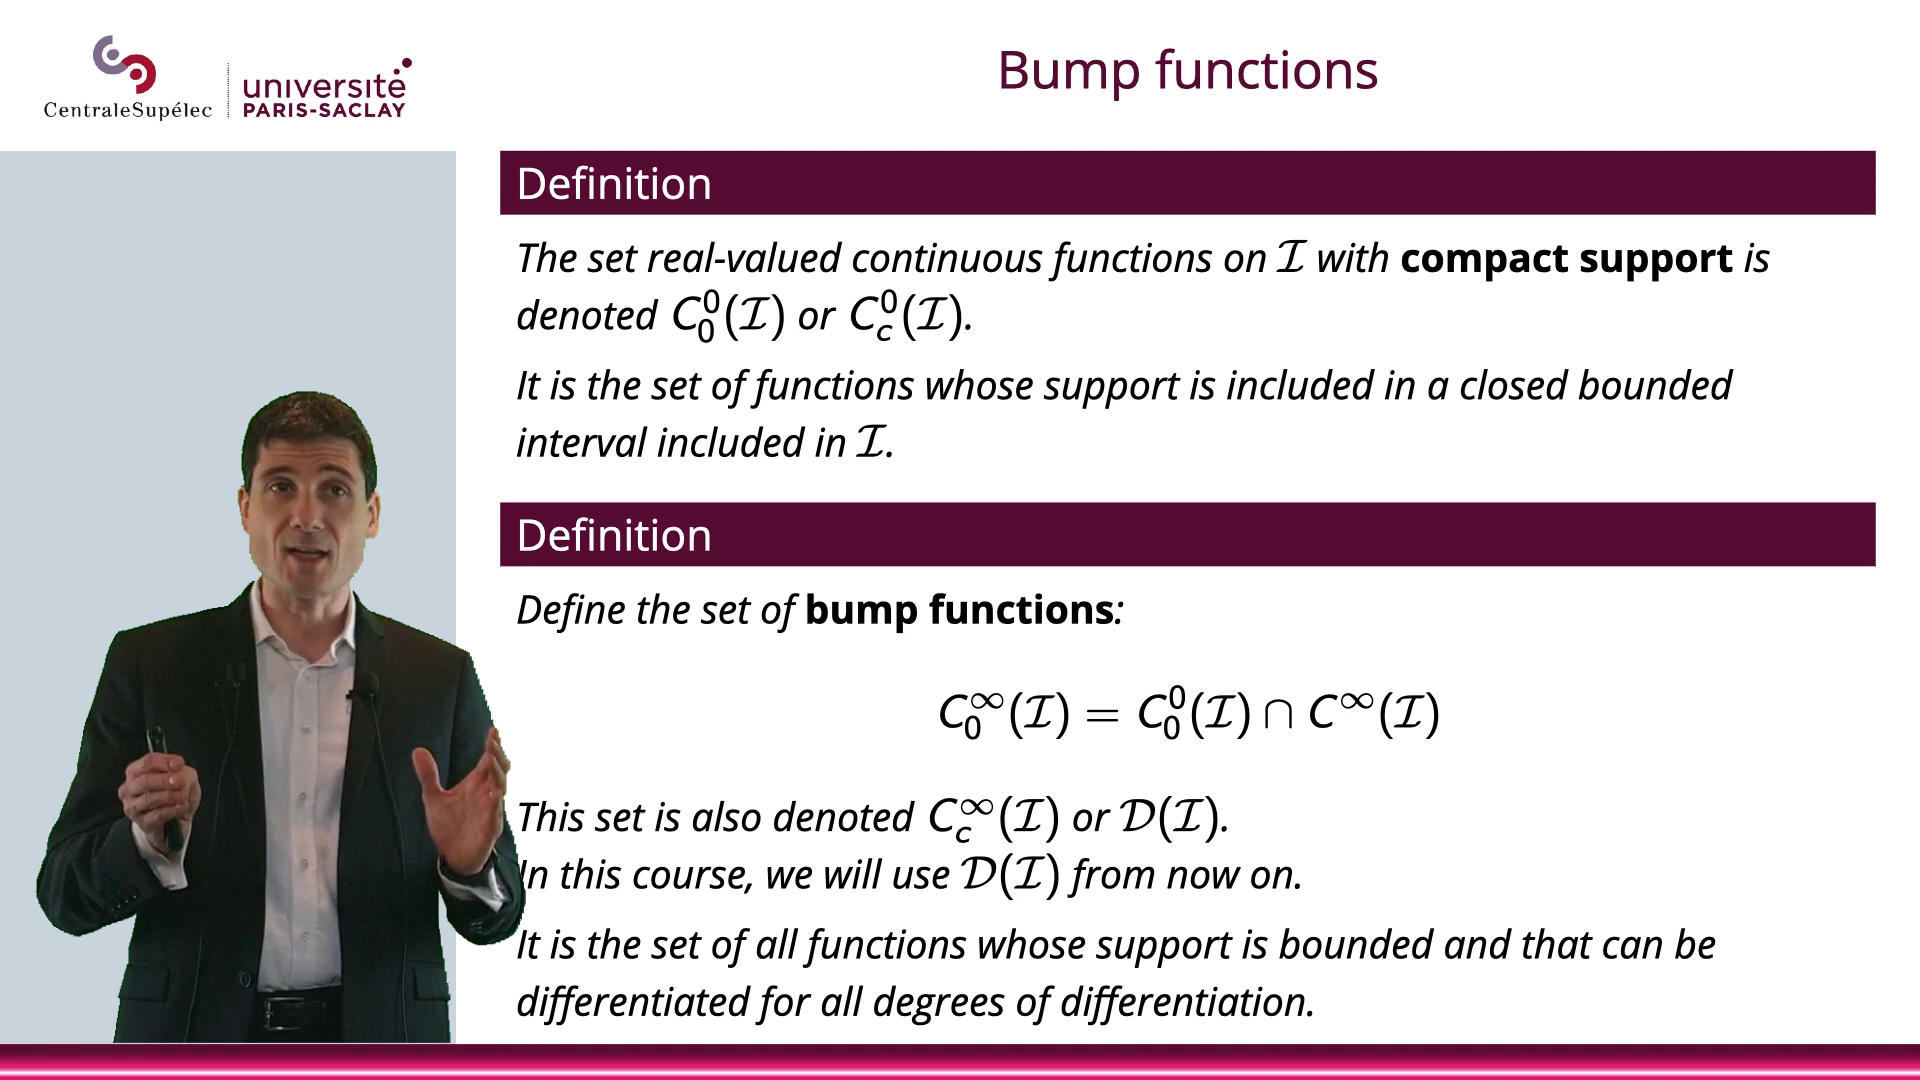 CentraleSupélec
université
PARIS-SACLAY
Bump functions
Definition
The set real-valued continuous functions on ℐ with compact support is
denoted C₀⁰(ℐ) or C_c⁰(ℐ).
It is the set of functions whose support is included in a closed bounded
interval included in ℐ.
Definition
Define the set of bump functions:
C₀^∞(ℐ) = C₀⁰(ℐ) ∩ C^∞(ℐ)
This set is also denoted C_c^∞(ℐ) or 𝒟(ℐ).
In this course, we will use 𝒟(ℐ) from now on.
It is the set of all functions whose support is bounded and that can be
differentiated for all degrees of differentiation.